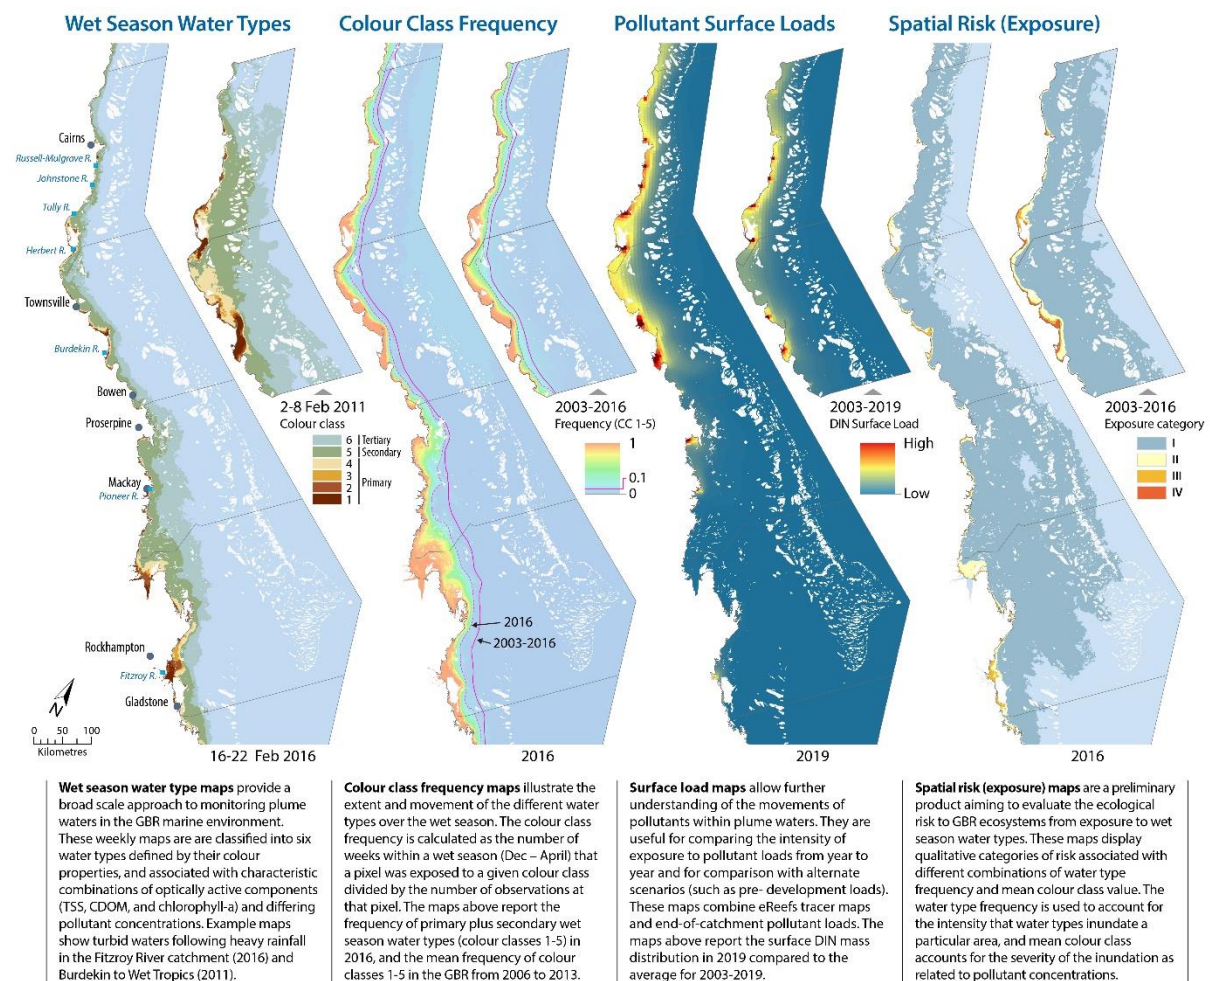 Wet Season Water Types
Colour Class Frequency
Pollutant Surface Loads
Spatial Risk (Exposure)
Cairns
Russell-Mulgrave R.
Johnstone R.
Tully R.
Herbert R.
Townsville
Burdekin R.
Bowen
Proserpine
Mackay
Pioneer R.
Rockhampton
Fitzroy R.
Gladstone
N
0 50 100
Kilometres
2-8 Feb 2011
Colour class
6 Tertiary
5 Secondary
4
3
2 Primary
1
16-22 Feb 2016
2003-2016
Frequency (CC 1-5)
1
0.1
0
2016
2003-2016
2016
2003-2019
DIN Surface Load
High
Low
2019
2003-2016
Exposure category
I
II
III
IV
2016
Wet season water type maps provide a
broad scale approach to monitoring plume
waters in the GBR marine environment.
These weekly maps are are classified into six
water types defined by their colour
properties, and associated with characteristic
combinations of optically active components
(TSS, CDOM, and chlorophyll-a) and differing
pollutant concentrations. Example maps
show turbid waters following heavy rainfall
in the Fitzroy River catchment (2016) and
Burdekin to Wet Tropics (2011).
Colour class frequency maps illustrate the
extent and movement of the different water
types over the wet season. The colour class
frequency is calculated as the number of
weeks within a wet season (Dec – April) that
a pixel was exposed to a given colour class
divided by the number of observations at
that pixel. The maps above report the
frequency of primary plus secondary wet
season water types (colour classes 1-5) in
2016, and the mean frequency of colour
classes 1-5 in the GBR from 2006 to 2013.
Surface load maps allow further
understanding of the movements of
pollutants within plume waters. They are
useful for comparing the intensity of
exposure to pollutant loads from year to
year and for comparison with alternate
scenarios (such as pre- development loads).
These maps combine eReefs tracer maps
and end-of-catchment pollutant loads. The
maps above report the surface DIN mass
distribution in 2019 compared to the
average for 2003-2019.
Spatial risk (exposure) maps are a preliminary
product aiming to evaluate the ecological
risk to GBR ecosystems from exposure to wet
season water types. These maps display
qualitative categories of risk associated with
different combinations of water type
frequency and mean colour class value. The
water type frequency is used to account for
the intensity that water types inundate a
particular area, and mean colour class
accounts for the severity of the inundation as
related to pollutant concentrations.